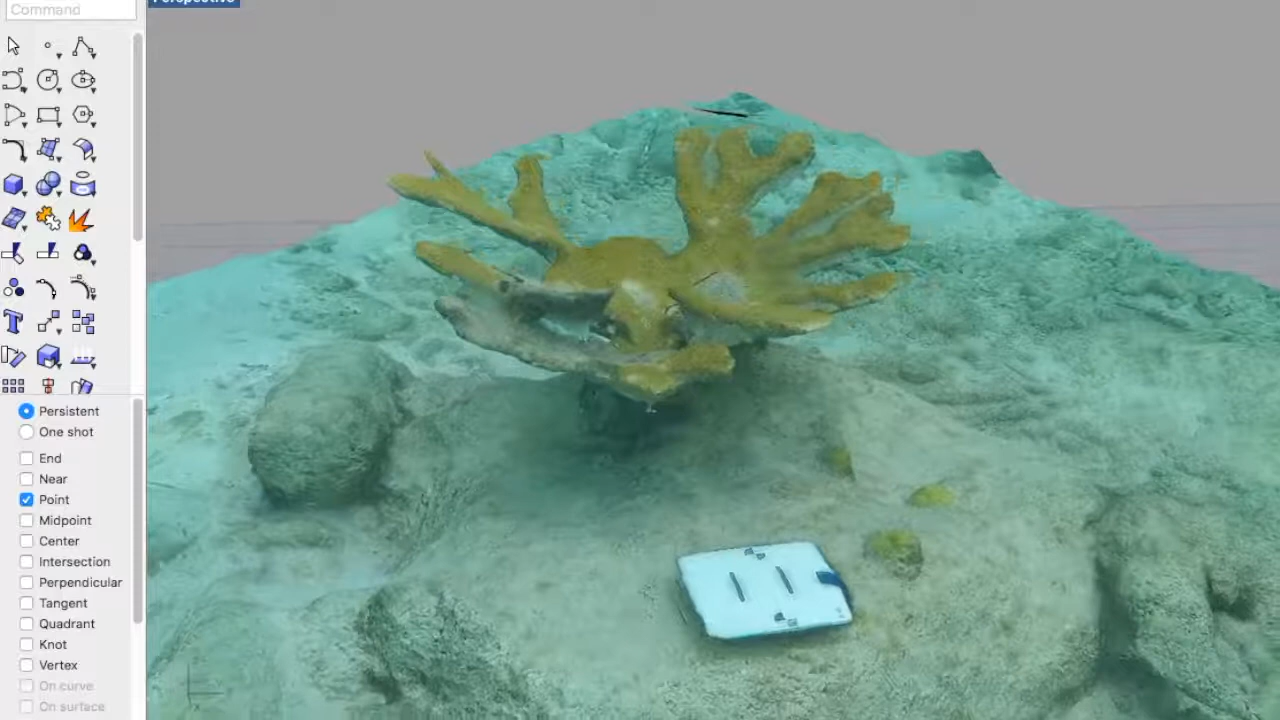 Command
Perspective
Persistent
One shot
End
Near
Point
Midpoint
Center
Intersection
Perpendicular
Tangent
Quadrant
Knot
Vertex
On curve
On surface